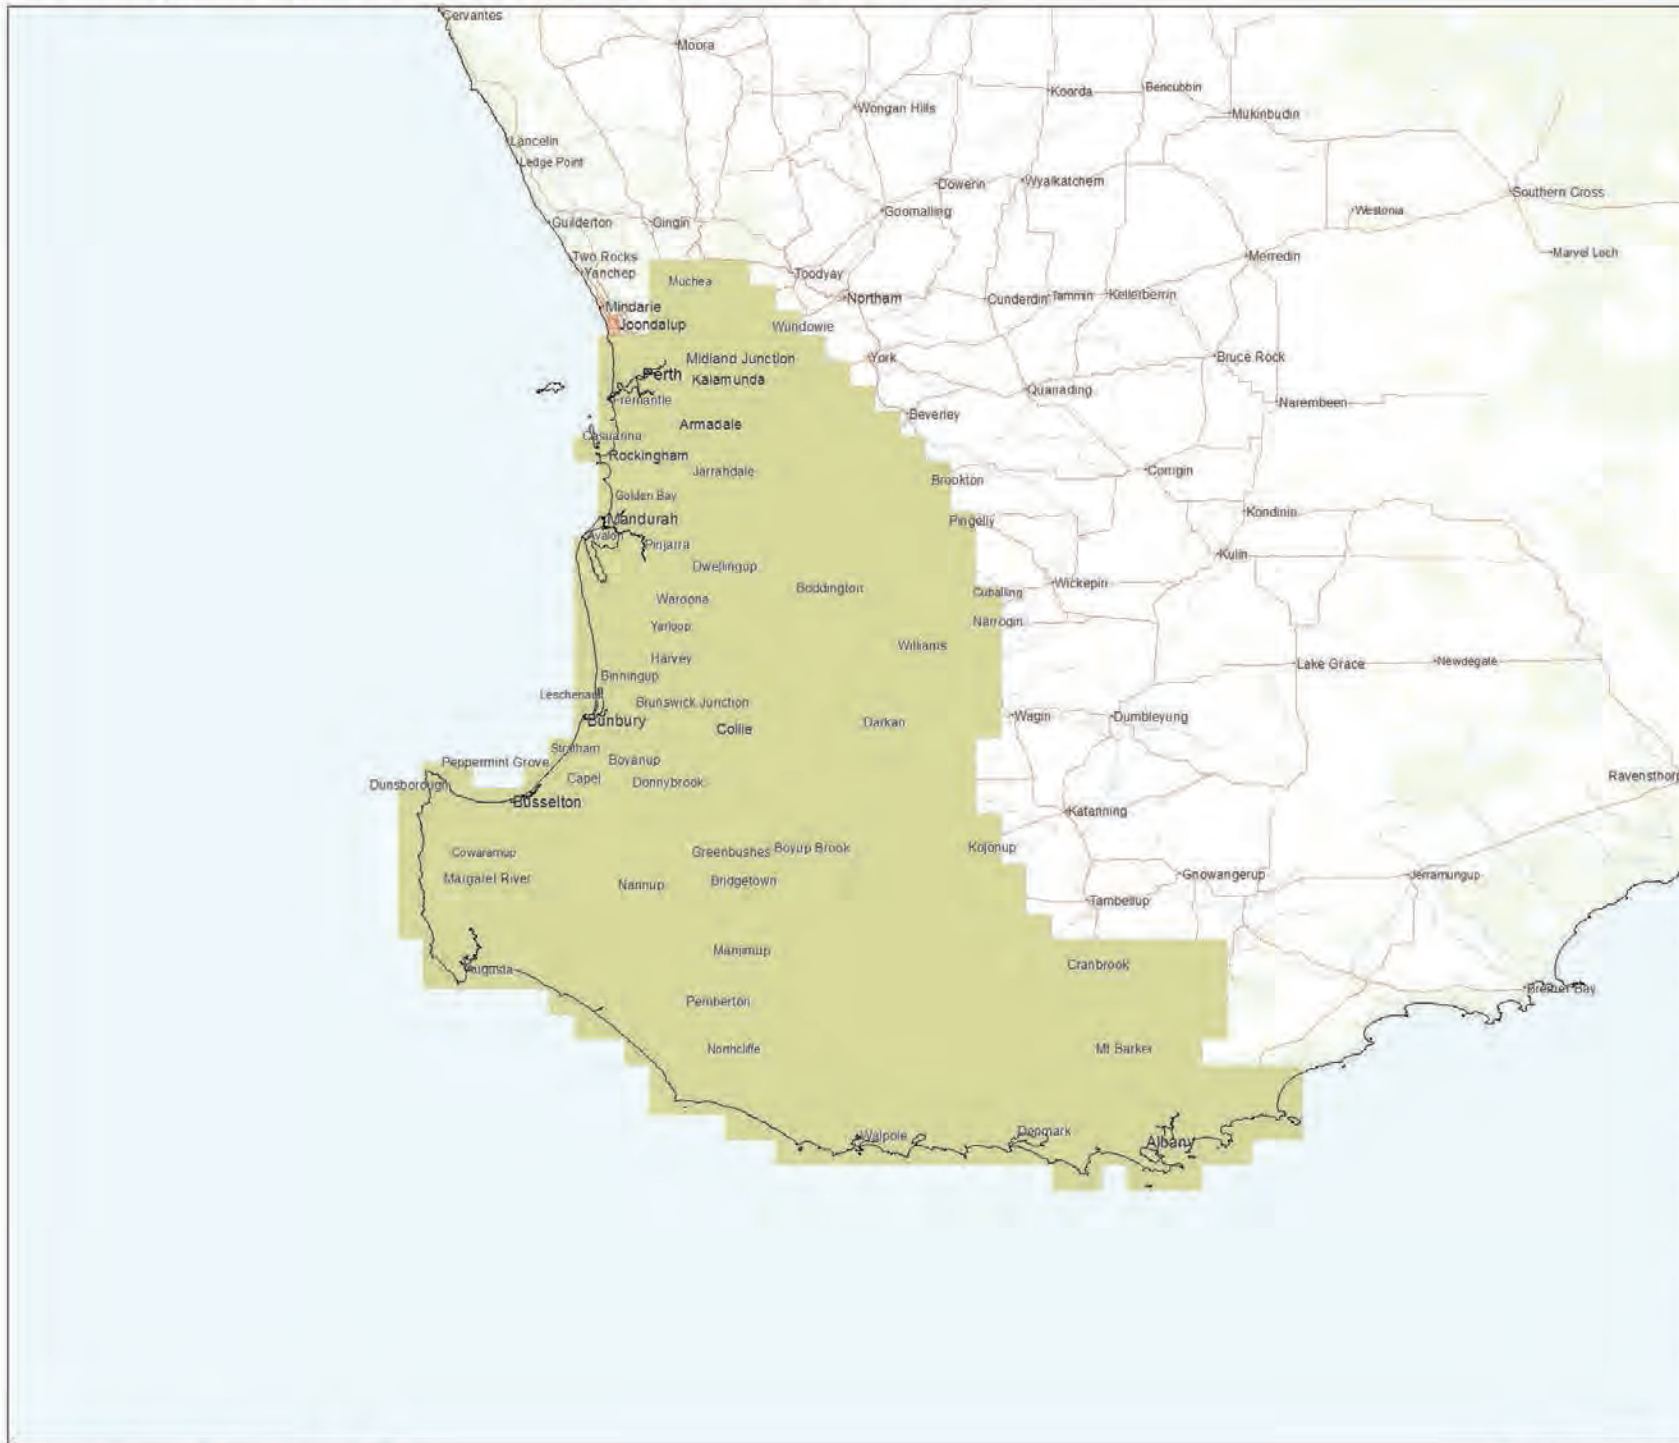 Cervantes
Moora
Bencubbin
Koorda
Wongan Hills
Mukinbudin
Lancelin
Ledge Point
Dowerin
Wyalkatchem
Southern Cross
Goomalling
Westonia
Guilderton
Gingin
Marvel Loch
Two Rocks
Merredin
Yanchep
Toodyay
Muchea
Northam
Cunderdin
Tammin
Kellerberrin
Mindarie
Joondalup
Wundowie
Midland Junction
York
Bruce Rock
Perth
Kalamunda
Quairading
Fremantle
Narembeen
Beverley
Armadale
Casuarina
Rockingham
Jarrahdale
Corrigin
Brookton
Golden Bay
Kondinin
Mandurah
Pingelly
Avalon
Pinjarra
Kulin
Dwellingup
Wickepin
Boddington
Cuballing
Waroona
Narrogin
Yarloop
Williams
Harvey
Lake Grace
Newdegate
Binningup
Leschenault
Brunswick Junction
Bunbury
Collie
Darkan
Wagin
Dumbleyung
Stratham
Peppermint Grove
Boyanup
Capel
Donnybrook
Ravensthorp
Dunsborough
Busselton
Katanning
Cowaramup
Greenbushes
Boyup Brook
Kojonup
Margaret River
Nannup
Bridgetown
Gnowangerup
Jerramungup
Tambellup
Manjimup
Cranbrook
Augusta
Bremer Bay
Pemberton
Northcliffe
Mt Barker
Walpole
Denmark
Albany